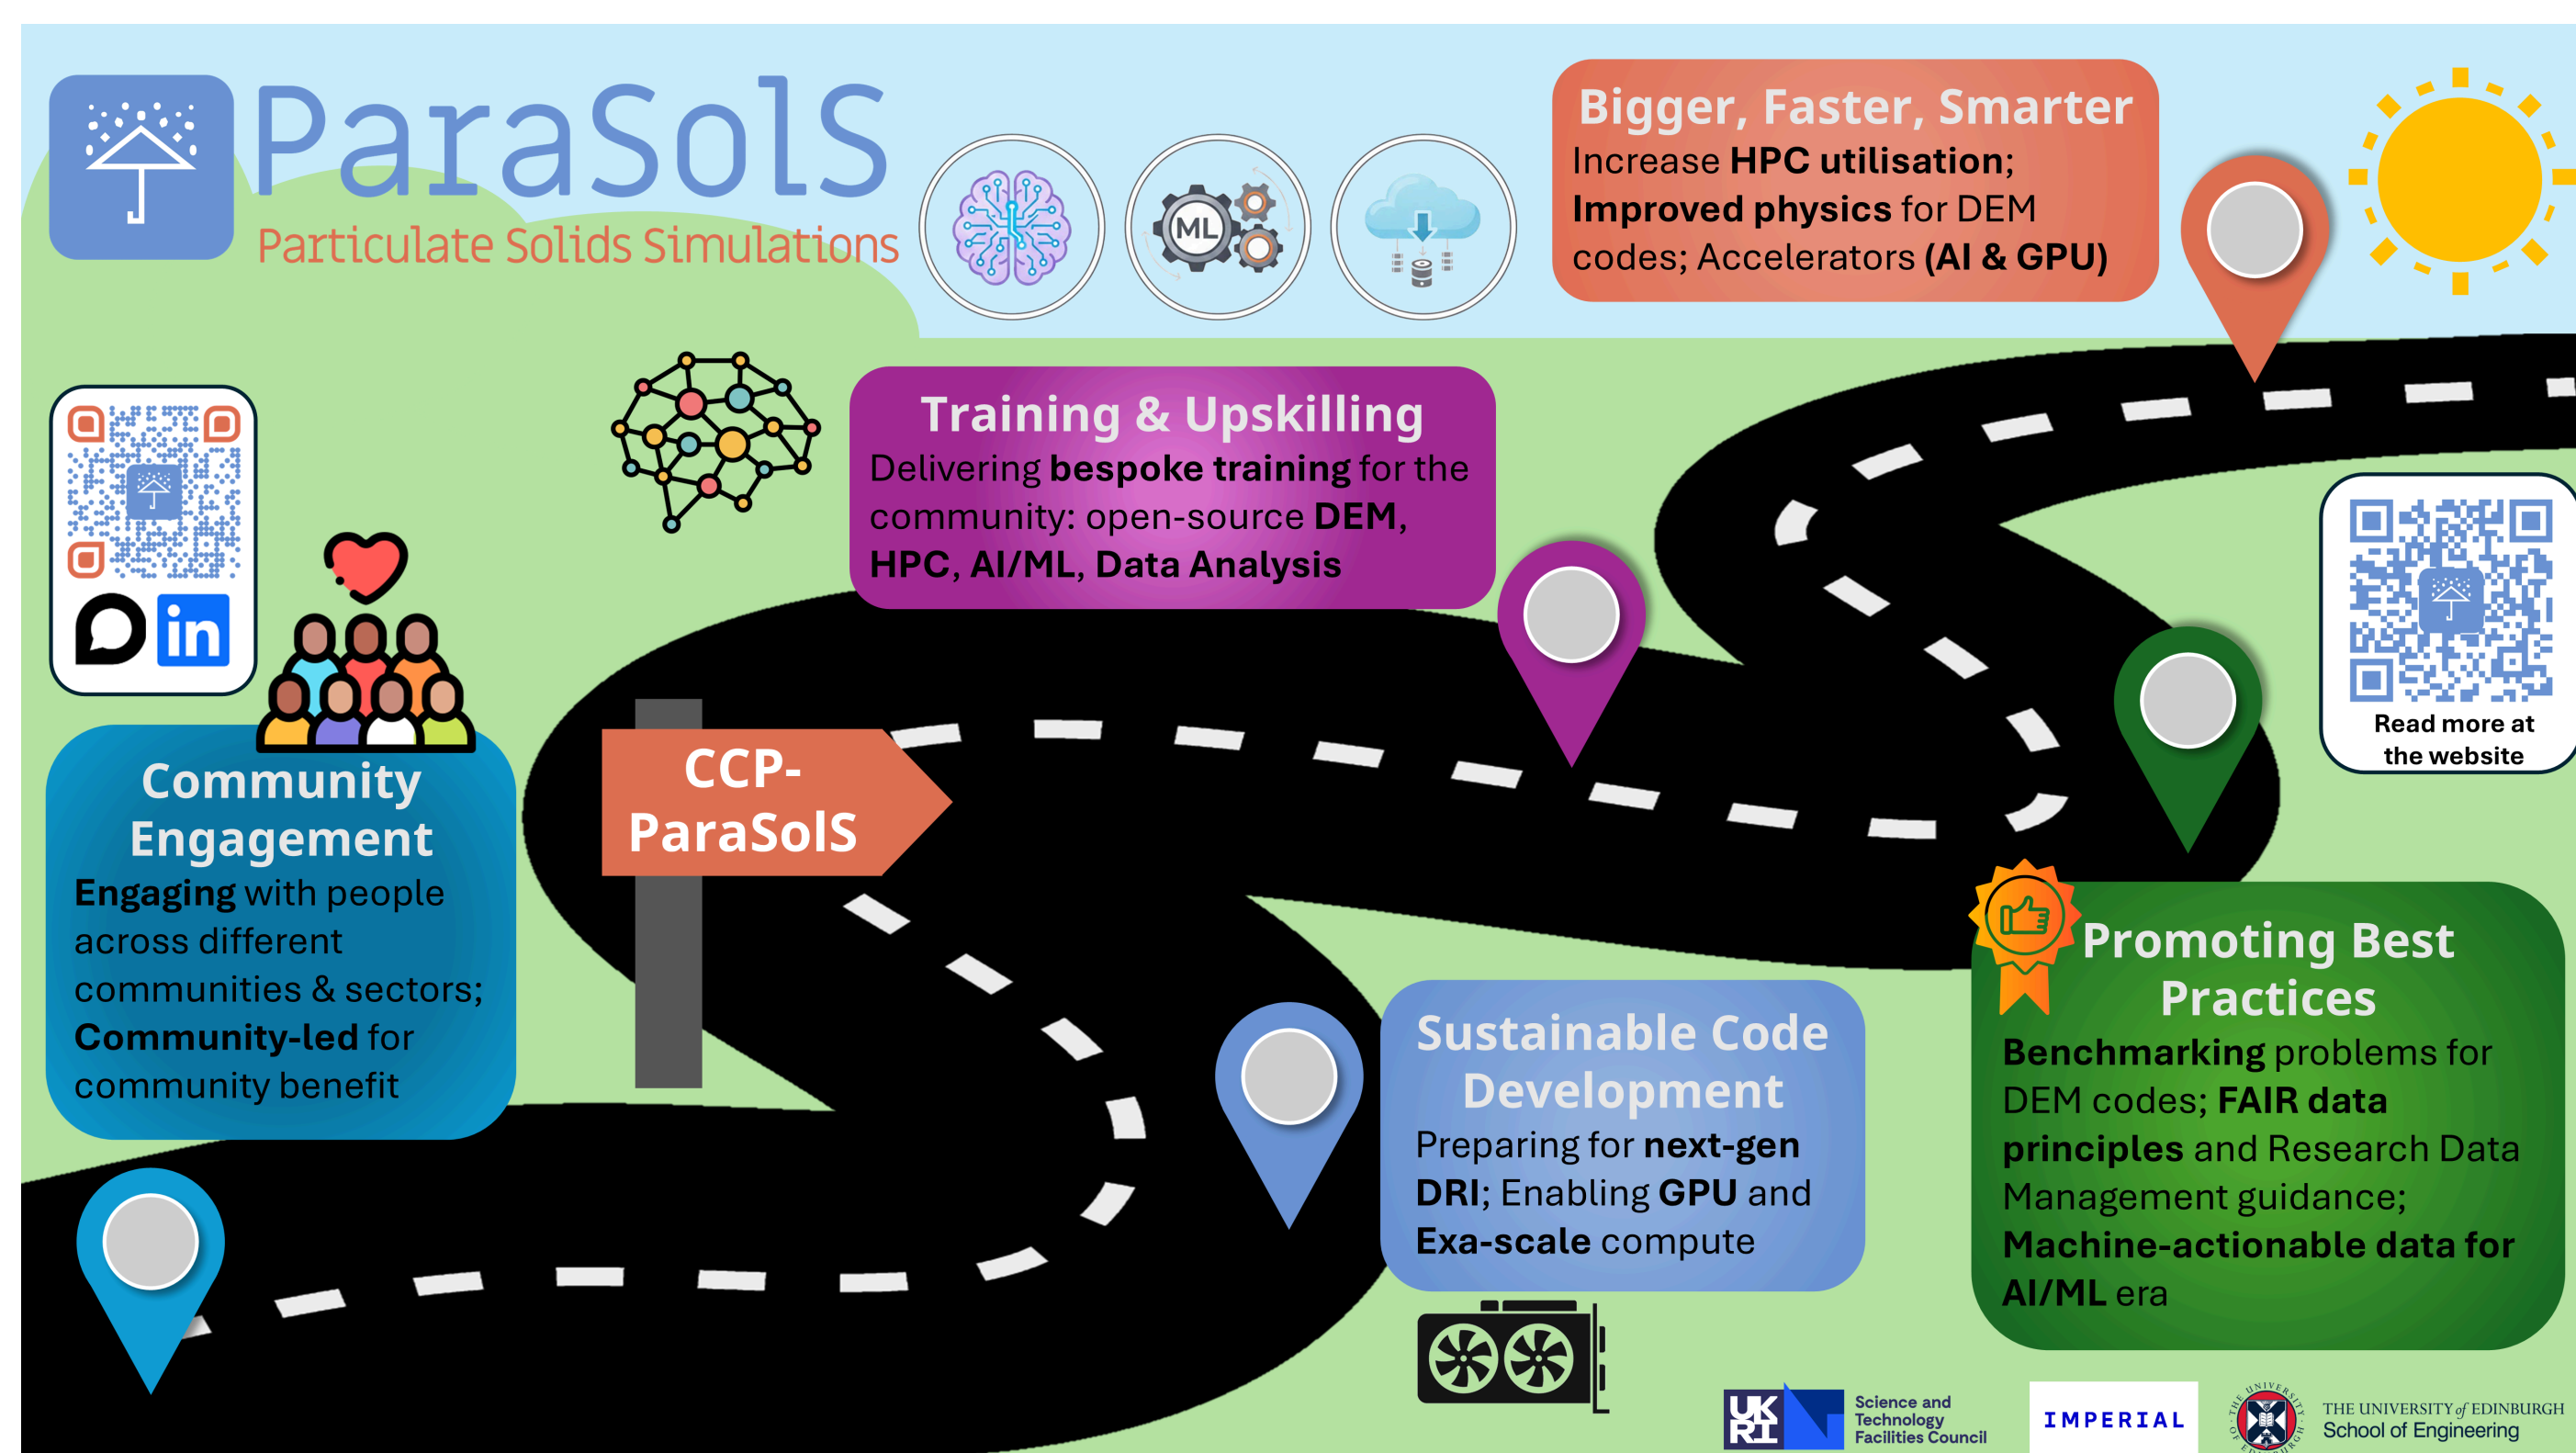 ParaSolS
Particulate Solids Simulations
ML
Bigger, Faster, Smarter
Increase HPC utilisation;
Improved physics for DEM
codes; Accelerators (AI & GPU)
Training & Upskilling
Delivering bespoke training for the
community: open-source DEM,
HPC, AI/ML, Data Analysis
in
Read more at
the website
CCP-
ParaSolS
Community
Engagement
Engaging with people
across different
communities & sectors;
Community-led for
community benefit
Sustainable Code
Development
Preparing for next-gen
DRI; Enabling GPU and
Exa-scale compute
Promoting Best
Practices
Benchmarking problems for
DEM codes; FAIR data
principles and Research Data
Management guidance;
Machine-actionable data for
AI/ML era
UK
RI
Science and
Technology
Facilities Council
IMPERIAL
THE UNIVERSITY of EDINBURGH
School of Engineering